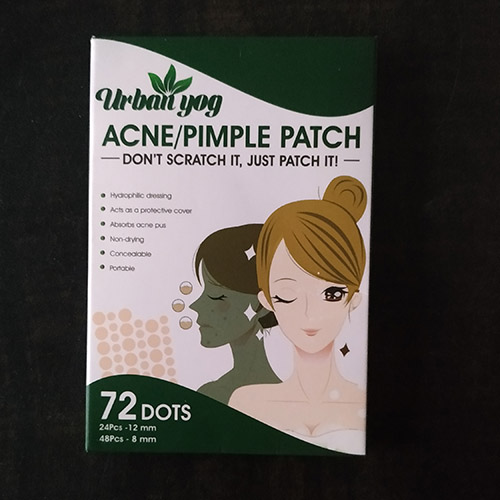 Urban yog
ACNE/PIMPLE PATCH
DON'T SCRATCH IT, JUST PATCH IT!
Hydrophilic dressing
Acts as a protective cover
Absorbs acne pus
Non-drying
Concealable
Portable
72 DOTS
24Pcs -12 mm
48Pcs - 8 mm